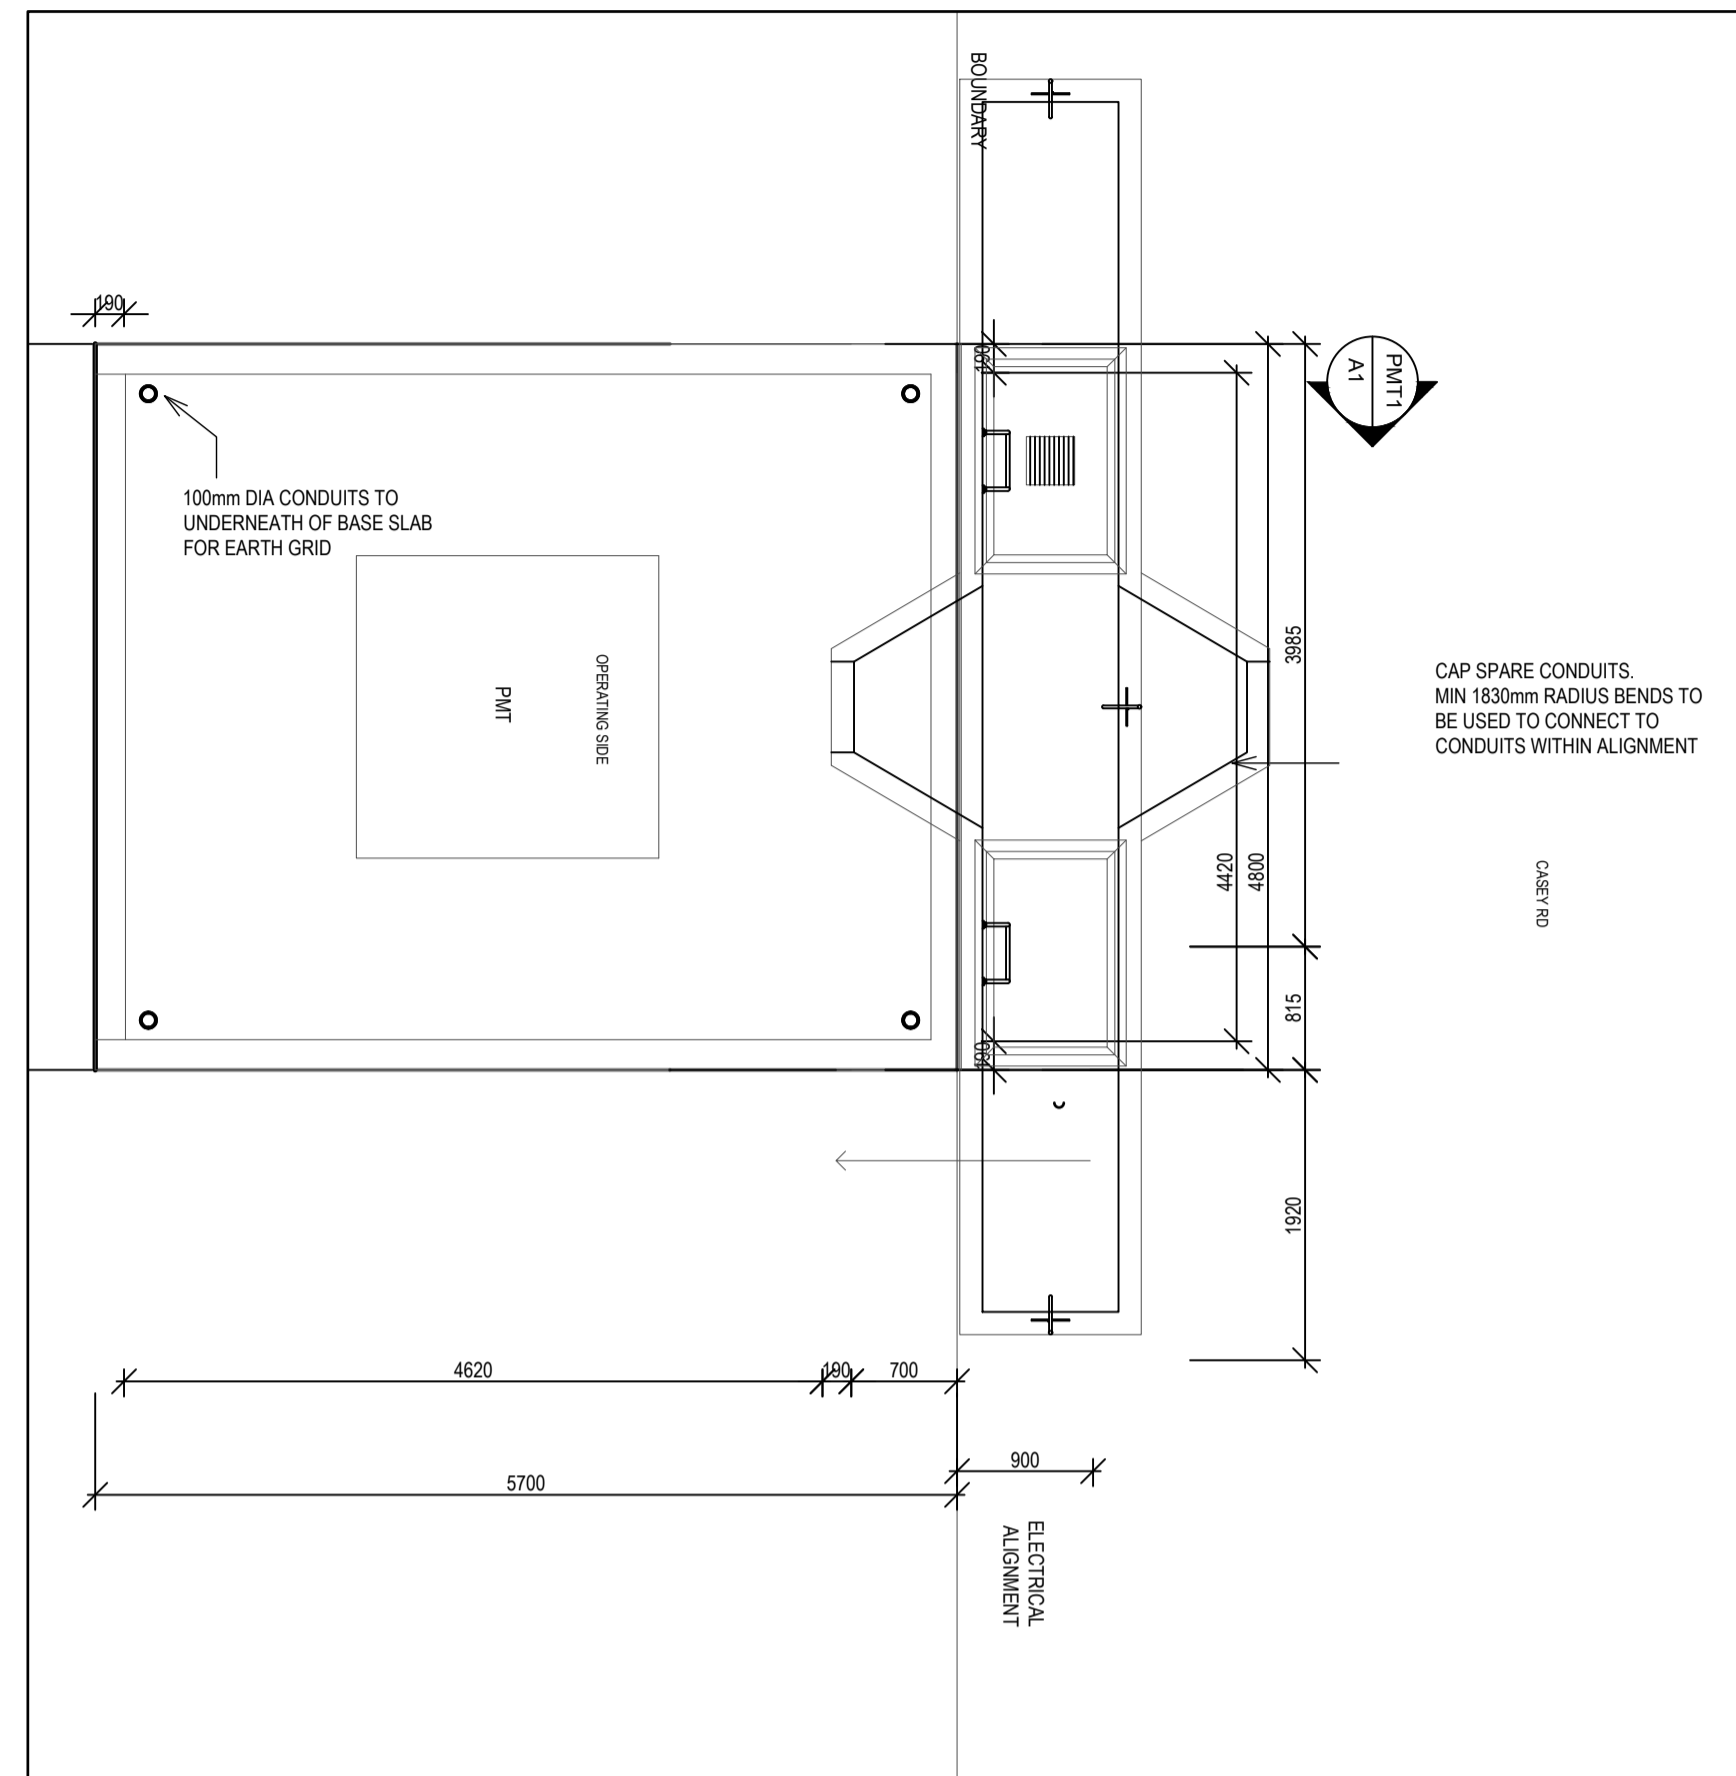 BOUNDARY
190
190
PMT1
A1
100mm DIA CONDUITS TO
UNDERNEATH OF BASE SLAB
FOR EARTH GRID
3985
OPERATING SIDE
PMT
CAP SPARE CONDUITS.
MIN 1830mm RADIUS BENDS TO
BE USED TO CONNECT TO
CONDUITS WITHIN ALIGNMENT
4420
4800
CASEY RD
815
190
1920
4620
190
700
900
5700
ELECTRICAL
ALIGNMENT